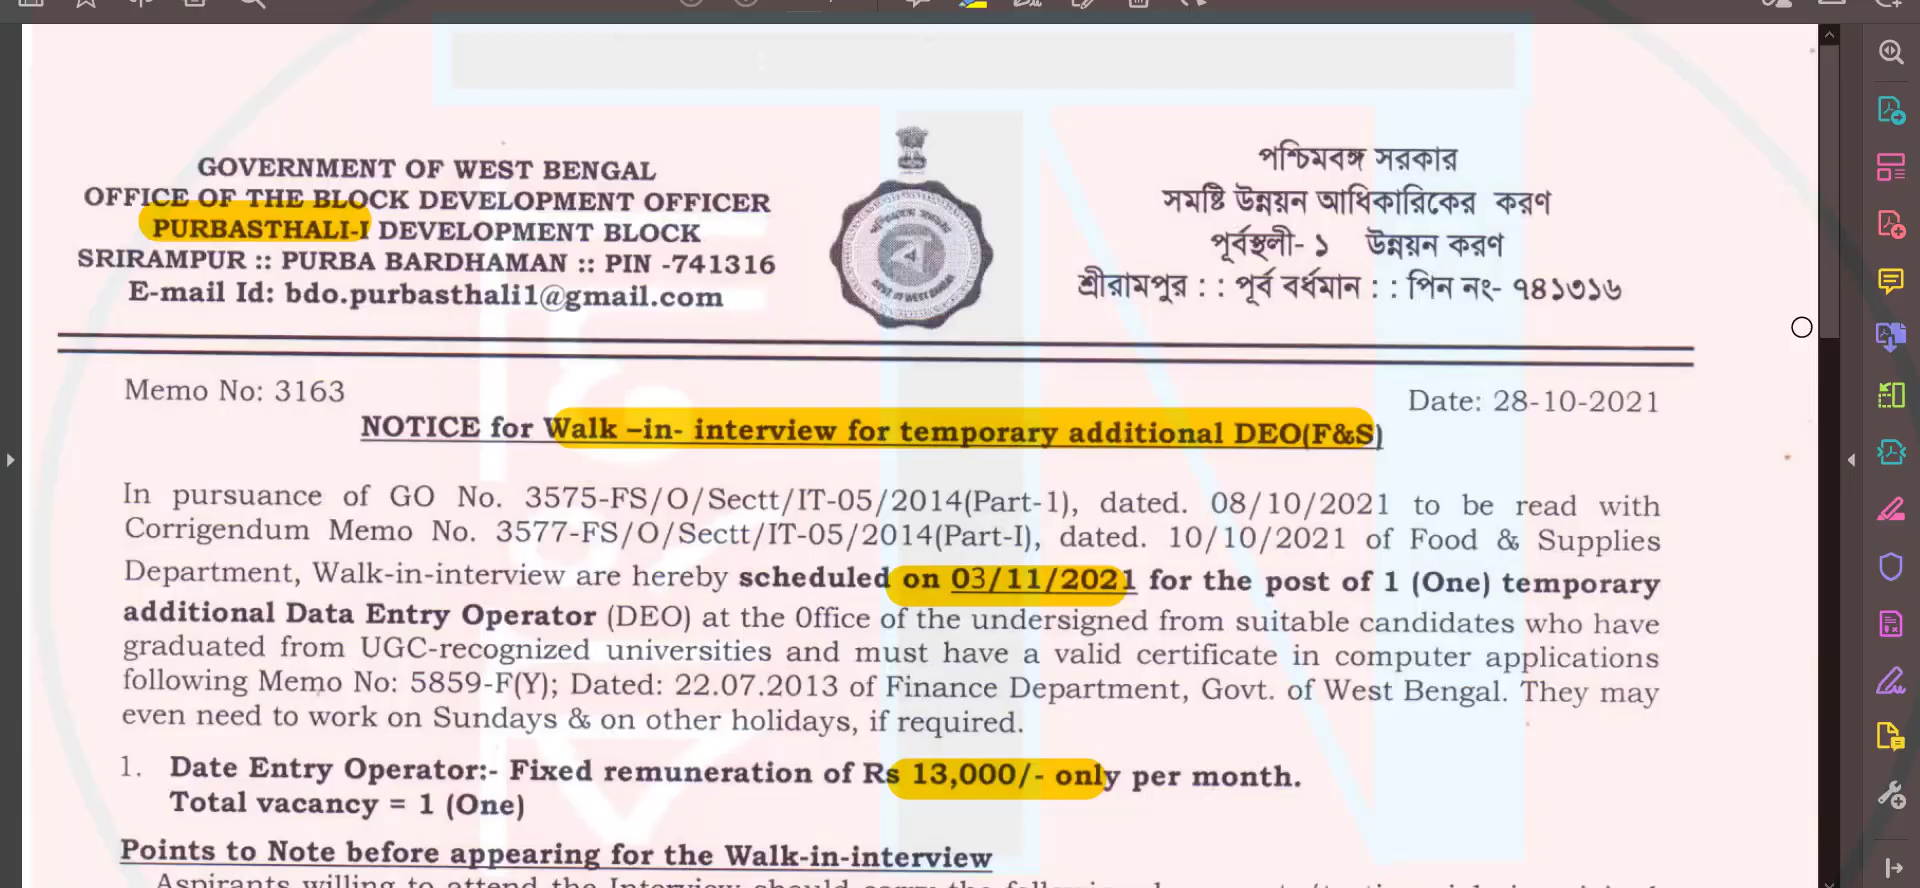 GOVERNMENT OF WEST BENGAL
OFFICE OF THE BLOCK DEVELOPMENT OFFICER
PURBASTHALI-I DEVELOPMENT BLOCK
SRIRAMPUR :: PURBA BARDHAMAN :: PIN -741316
E-mail Id: bdo.purbasthali1@gmail.com
পশ্চিমবঙ্গ সরকার
সমষ্টি উন্নয়ন আধিকারিকের করণ
পূর্বস্থলী- ১ উন্নয়ন করণ
শ্রীরামপুর : : পূর্ব বর্ধমান : : পিন নং- ৭৪১৩১৬
Memo No: 3163
Date: 28-10-2021
NOTICE for Walk –in- interview for temporary additional DEO(F&S)
In pursuance of GO No. 3575-FS/O/Sectt/IT-05/2014(Part-1), dated. 08/10/2021 to be read with
Corrigendum Memo No. 3577-FS/O/Sectt/IT-05/2014(Part-I), dated. 10/10/2021 of Food & Supplies
Department, Walk-in-interview are hereby scheduled on 03/11/2021 for the post of 1 (One) temporary
additional Data Entry Operator (DEO) at the Office of the undersigned from suitable candidates who have
graduated from UGC-recognized universities and must have a valid certificate in computer applications
following Memo No: 5859-F(Y); Dated: 22.07.2013 of Finance Department, Govt. of West Bengal. They may
even need to work on Sundays & on other holidays, if required.
1. Date Entry Operator:- Fixed remuneration of Rs 13,000/- only per month.
Total vacancy = 1 (One)
Points to Note before appearing for the Walk-in-interview
Aspirants willing to attend the Interview should carry the